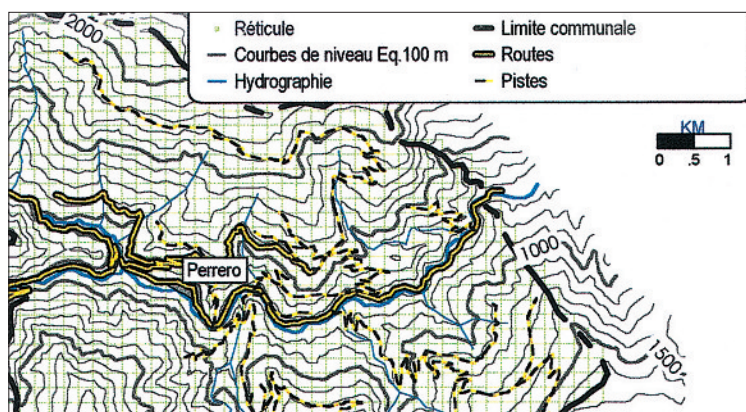 Réticule
Limite communale
Courbes de niveau Eq.100 m
Routes
Hydrographie
Pistes
2000
KM
0 .5 1
Perrero
1000
1500